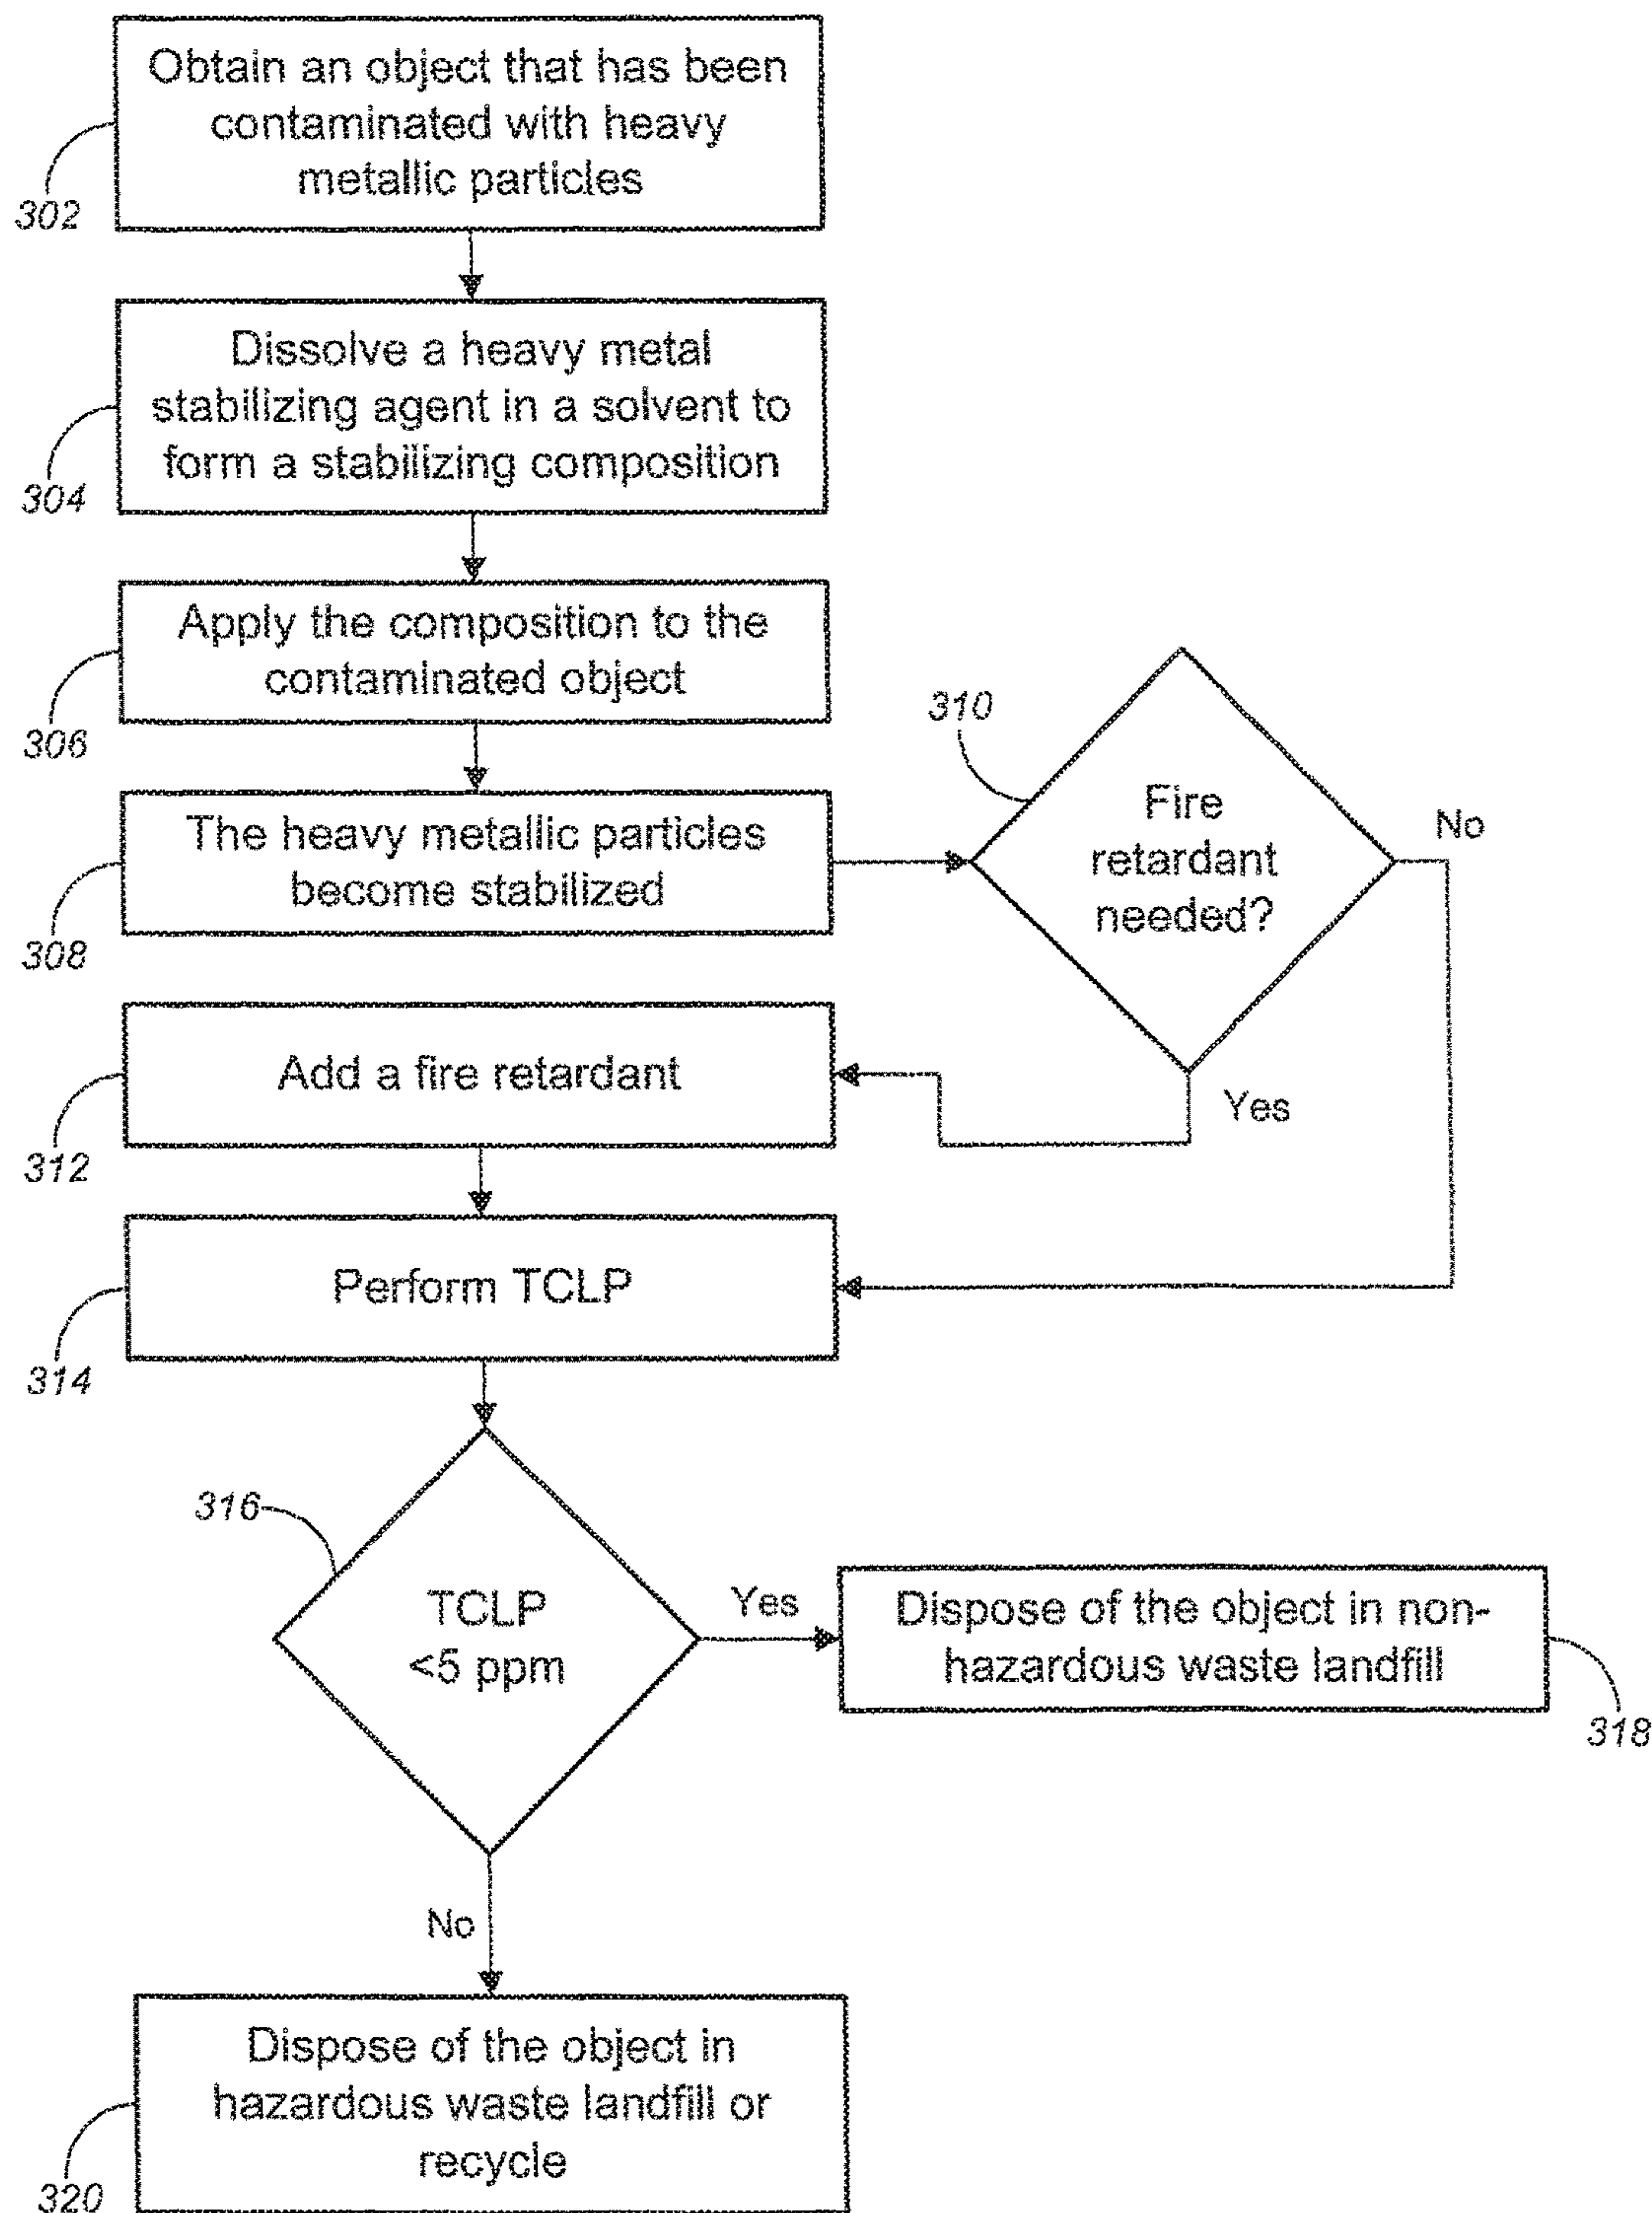 Obtain an object that has been
contaminated with heavy
metallic particles
302
Dissolve a heavy metal
stabilizing agent in a solvent to
form a stabilizing composition
304
Apply the composition to the
contaminated object
306
The heavy metallic particles
become stabilized
308
310
Fire
retardant
needed?
No
Yes
Add a fire retardant
312
Perform TCLP
314
316
TCLP
<5 ppm
Yes
Dispose of the object in non-
hazardous waste landfill
318
No
Dispose of the object in
hazardous waste landfill or
recycle
320